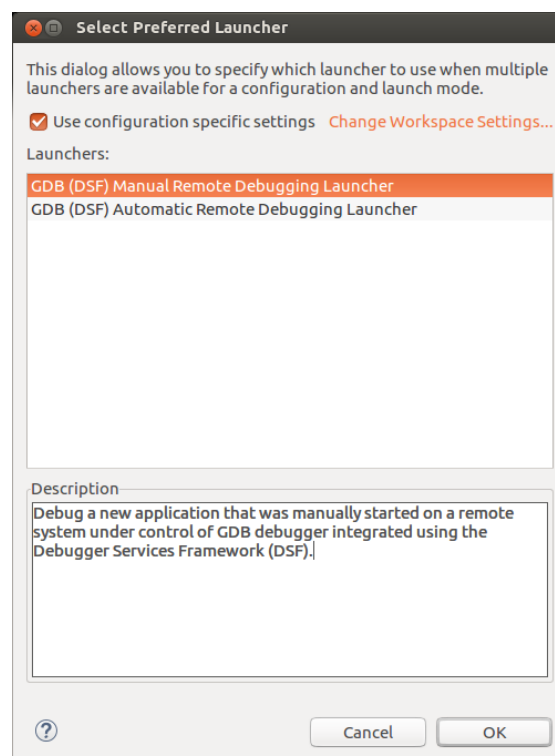 Select Preferred Launcher
This dialog allows you to specify which launcher to use when multiple
launchers are available for a configuration and launch mode.
Use configuration specific settings Change Workspace Settings...
Launchers:
GDB (DSF) Manual Remote Debugging Launcher
GDB (DSF) Automatic Remote Debugging Launcher
Description
Debug a new application that was manually started on a remote
system under control of GDB debugger integrated using the
Debugger Services Framework (DSF).
?
Cancel OK